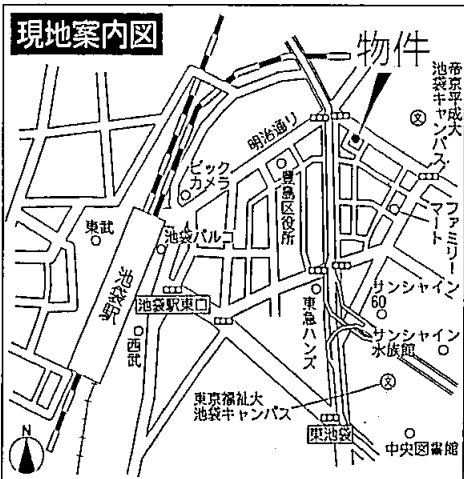 現地案内図
物件
帝京平成大
池袋キャンパス
文
明治通り
ビック
カメラ
豊島区役所
ファミリー
マート
東武
池袋パルコ
池袋駅
サンシャイン
60
池袋駅東口
西武
東急ハンズ
サンシャイン
水族館
東京福祉大
池袋キャンパス
文
東池袋
中央図書館
N